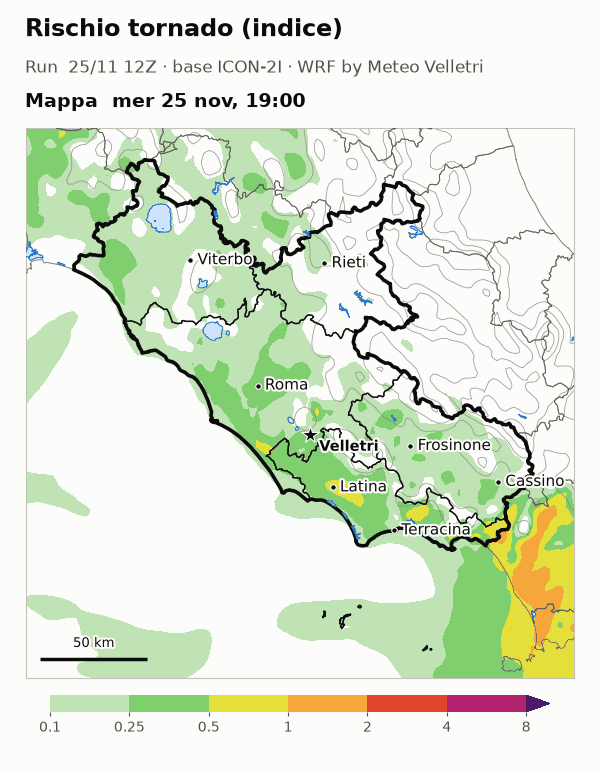 Rischio tornado (indice)
Run  25/11 12Z · base ICON-2I · WRF by Meteo Velletri
Mappa  mer 25 nov, 19:00
Viterbo
Rieti
Roma
Velletri
Frosinone
Latina
Cassino
Terracina
50 km
0.1 0.25 0.5 1 2 4 8